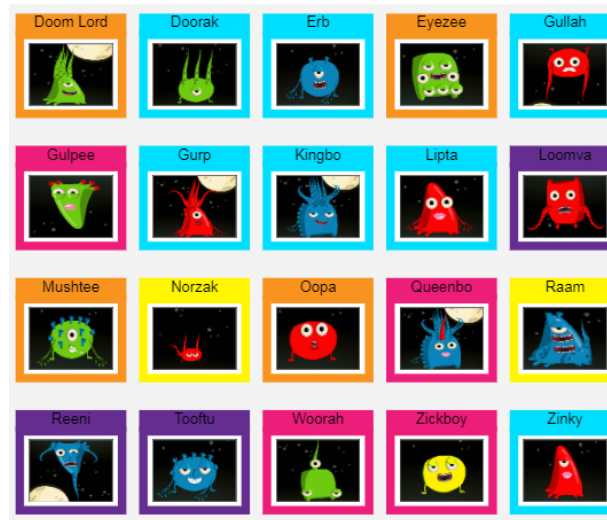 Doom Lord
Doorak
Erb
Eyezee
Gullah
Gulpee
Gurp
Kingbo
Lipta
Loomva
Mushtee
Norzak
Oopa
Queenbo
Raam
Reeni
Tooftu
Woorah
Zickboy
Zinky